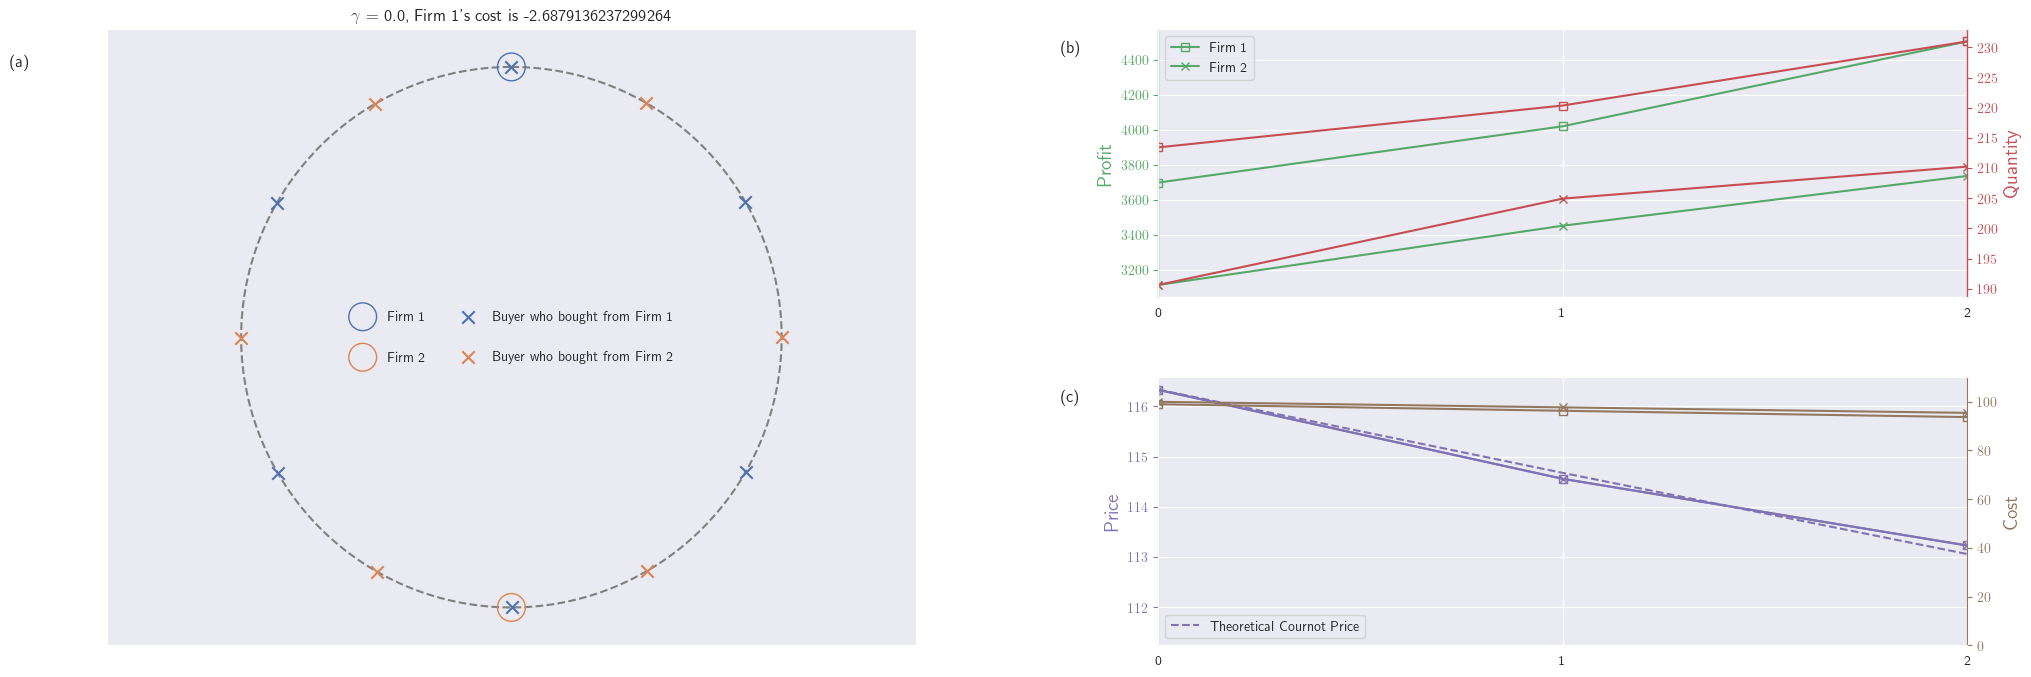 γ = 0.0, Firm 1's cost is -2.6879136237299264
(a)
Firm 1
Buyer who bought from Firm 1
Firm 2
Buyer who bought from Firm 2
(b)
Firm 1
Firm 2
Profit
4400
4200
4000
3800
3600
3400
3200
Quantity
230
225
220
215
210
205
200
195
190
0
1
2
(c)
Price
116
115
114
113
112
Theoretical Cournot Price
Cost
100
80
60
40
20
0
0
1
2